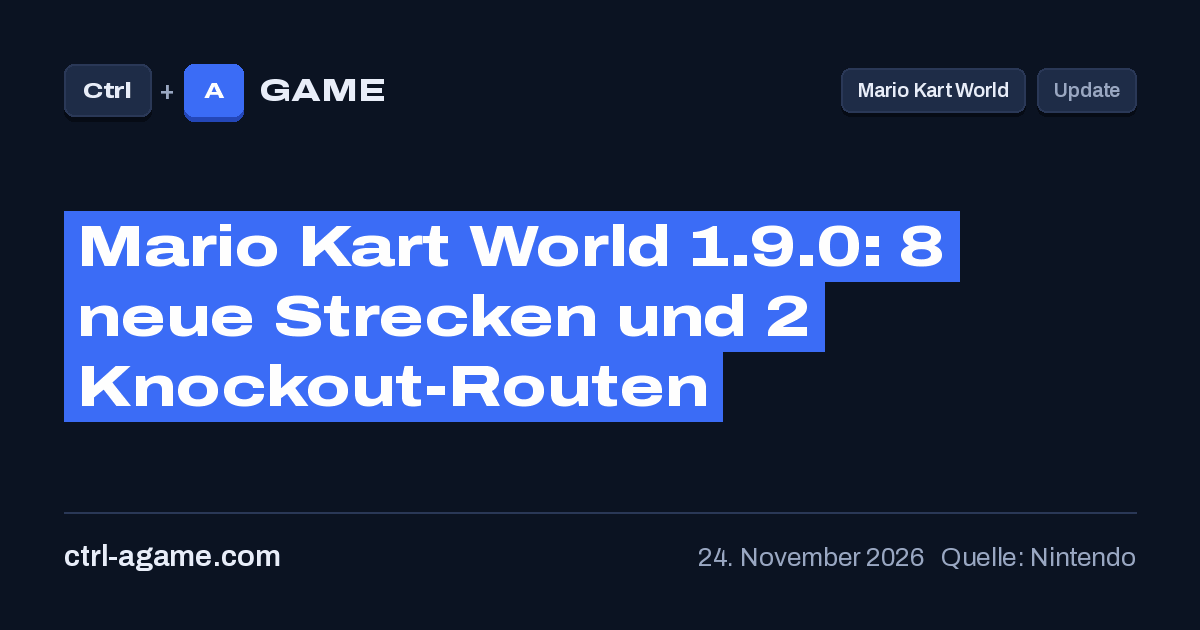 Ctrl + A GAME
Mario Kart World Update
Mario Kart World 1.9.0: 8
neue Strecken und 2
Knockout-Routen
ctrl-agame.com
24. November 2026 Quelle: Nintendo